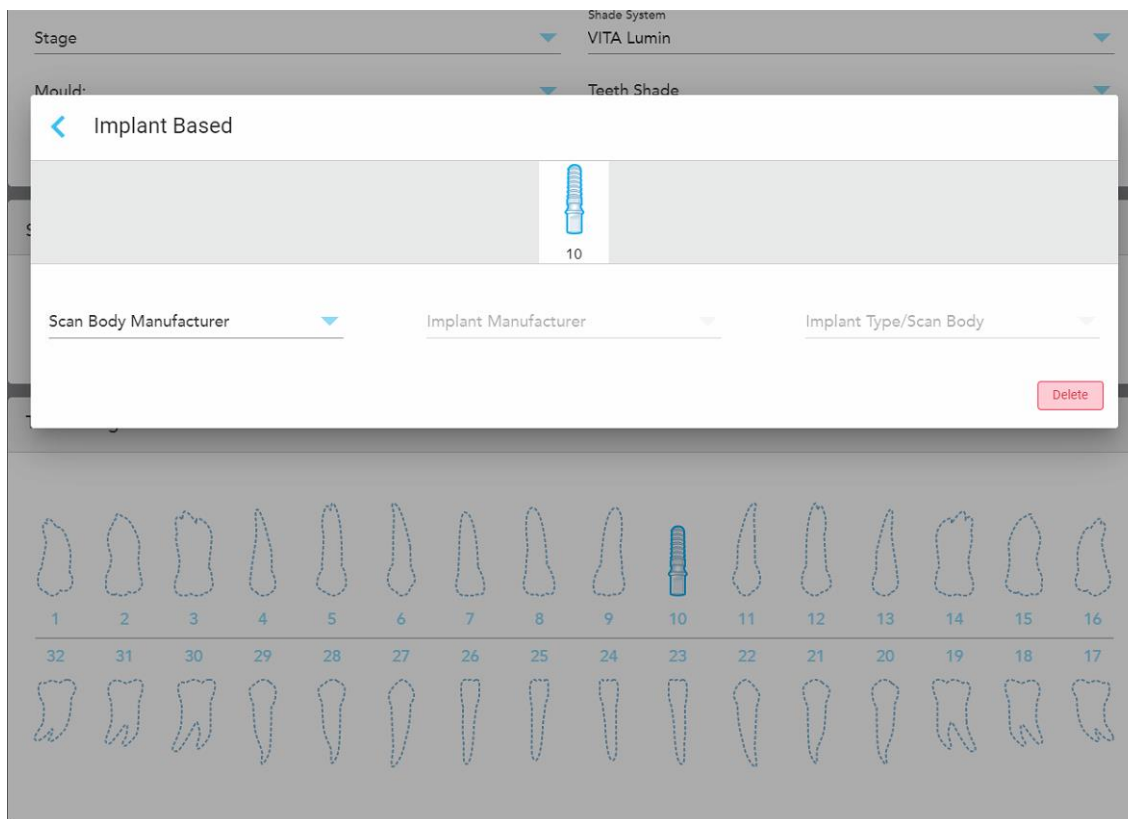 Shade System
Stage VITA Lumin
Mould: Teeth Shade
Implant Based
10
Scan Body Manufacturer Implant Manufacturer Implant Type/Scan Body
Delete
1 2 3 4 5 6 7 8 9 10 11 12 13 14 15 16
32 31 30 29 28 27 26 25 24 23 22 21 20 19 18 17